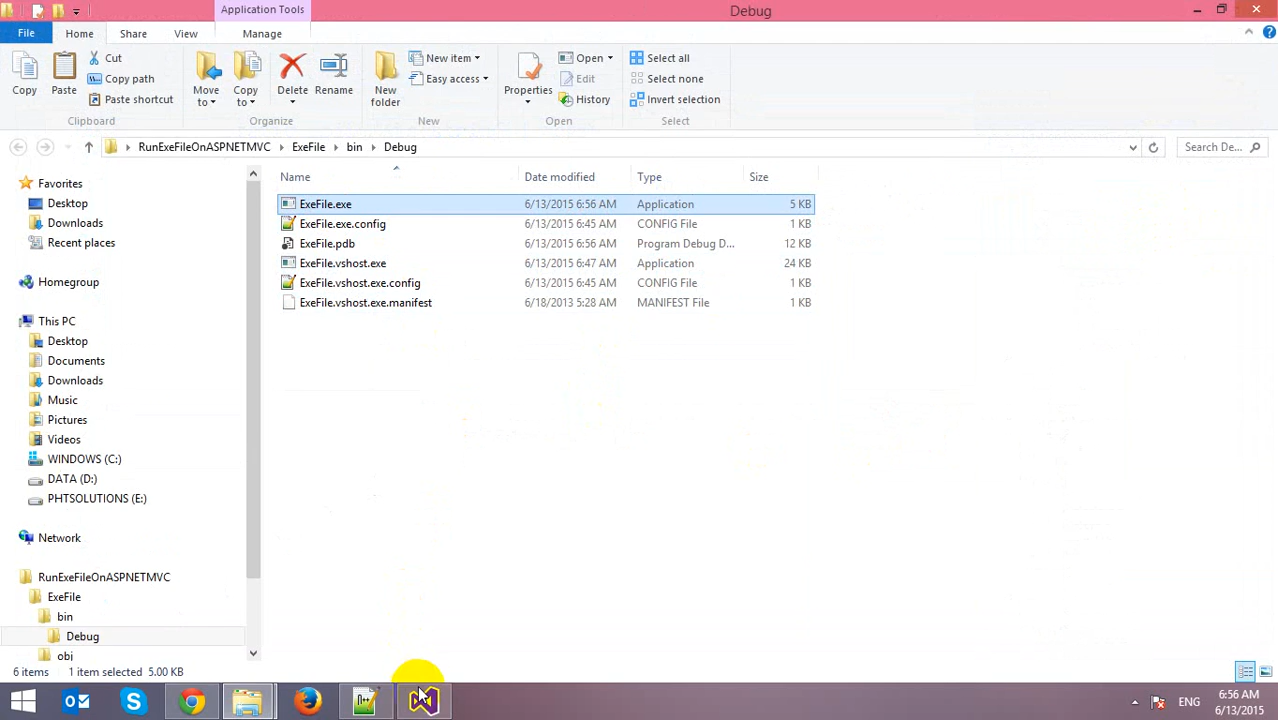 Application Tools
Debug
File Home Share View Manage
Copy
Paste
Cut
Copy path
Paste shortcut
Clipboard
Move to
Copy to
Delete
Rename
Organize
New folder
New item
Easy access
New
Properties
Open
Edit
History
Open
Select all
Select none
Invert selection
Select
RunExeFileOnASPNETMVC ExeFile bin Debug
Search De...
Name Date modified Type Size
ExeFile.exe 6/13/2015 6:56 AM Application 5 KB
ExeFile.exe.config 6/13/2015 6:45 AM CONFIG File 1 KB
ExeFile.pdb 6/13/2015 6:56 AM Program Debug D... 12 KB
ExeFile.vshost.exe 6/13/2015 6:47 AM Application 24 KB
ExeFile.vshost.exe.config 6/13/2015 6:45 AM CONFIG File 1 KB
ExeFile.vshost.exe.manifest 6/18/2013 5:28 AM MANIFEST File 1 KB
Favorites
Desktop
Downloads
Recent places
Homegroup
This PC
Desktop
Documents
Downloads
Music
Pictures
Videos
WINDOWS (C:)
DATA (D:)
PHTSOLUTIONS (E:)
Network
RunExeFileOnASPNETMVC
ExeFile
bin
Debug
obj
6 items 1 item selected 5.00 KB
ENG
6:56 AM
6/13/2015